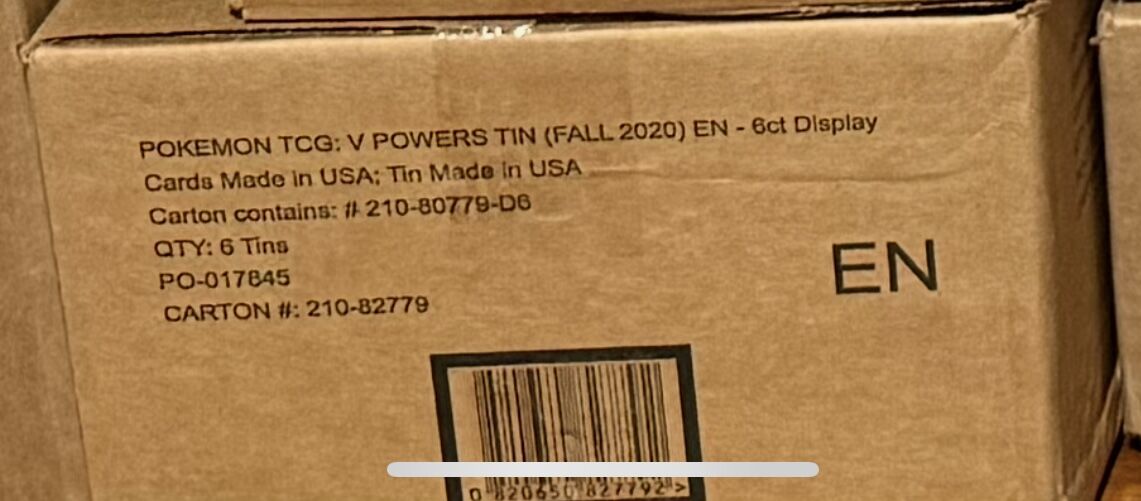 POKEMON TCG: V POWERS TIN (FALL 2020) EN - 6ct Display
Cards Made in USA; Tin Made in USA
Carton contains: # 210-80779-D6
QTY: 6 Tins
PO-017845
CARTON #: 210-82779
EN
0 820650 827792 >